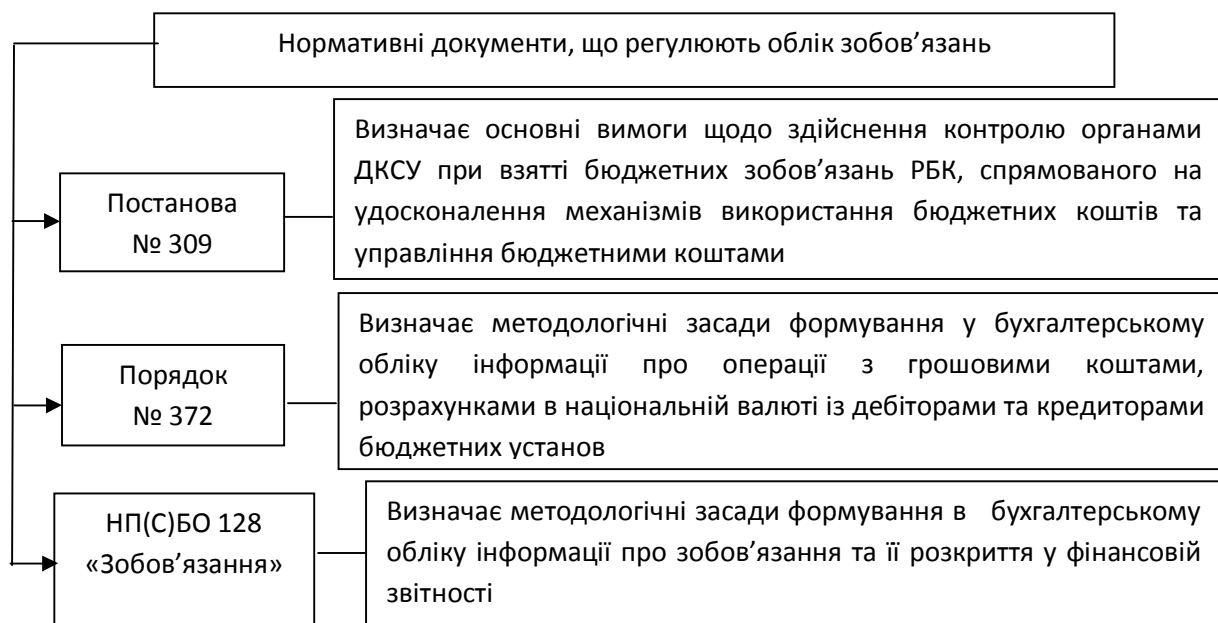 Нормативні документи, що регулюють облік зобов’язань
Постанова
№ 309
Визначає основні вимоги щодо здійснення контролю органами
ДКСУ при взятті бюджетних зобов’язань РБК, спрямованого на
удосконалення механізмів використання бюджетних коштів та
управління бюджетними коштами
Порядок
№ 372
Визначає методологічні засади формування у бухгалтерському
обліку інформації про операції з грошовими коштами,
розрахунками в національній валюті із дебіторами та кредиторами
бюджетних установ
НП(С)БО 128
«Зобов’язання»
Визначає методологічні засади формування в бухгалтерському
обліку інформації про зобов’язання та її розкриття у фінансовій
звітності